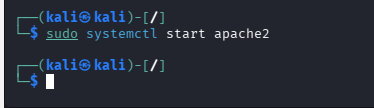 ┌──(kali㉿kali)-[/]
└─$ sudo systemctl start apache2
┌──(kali㉿kali)-[/]
└─$